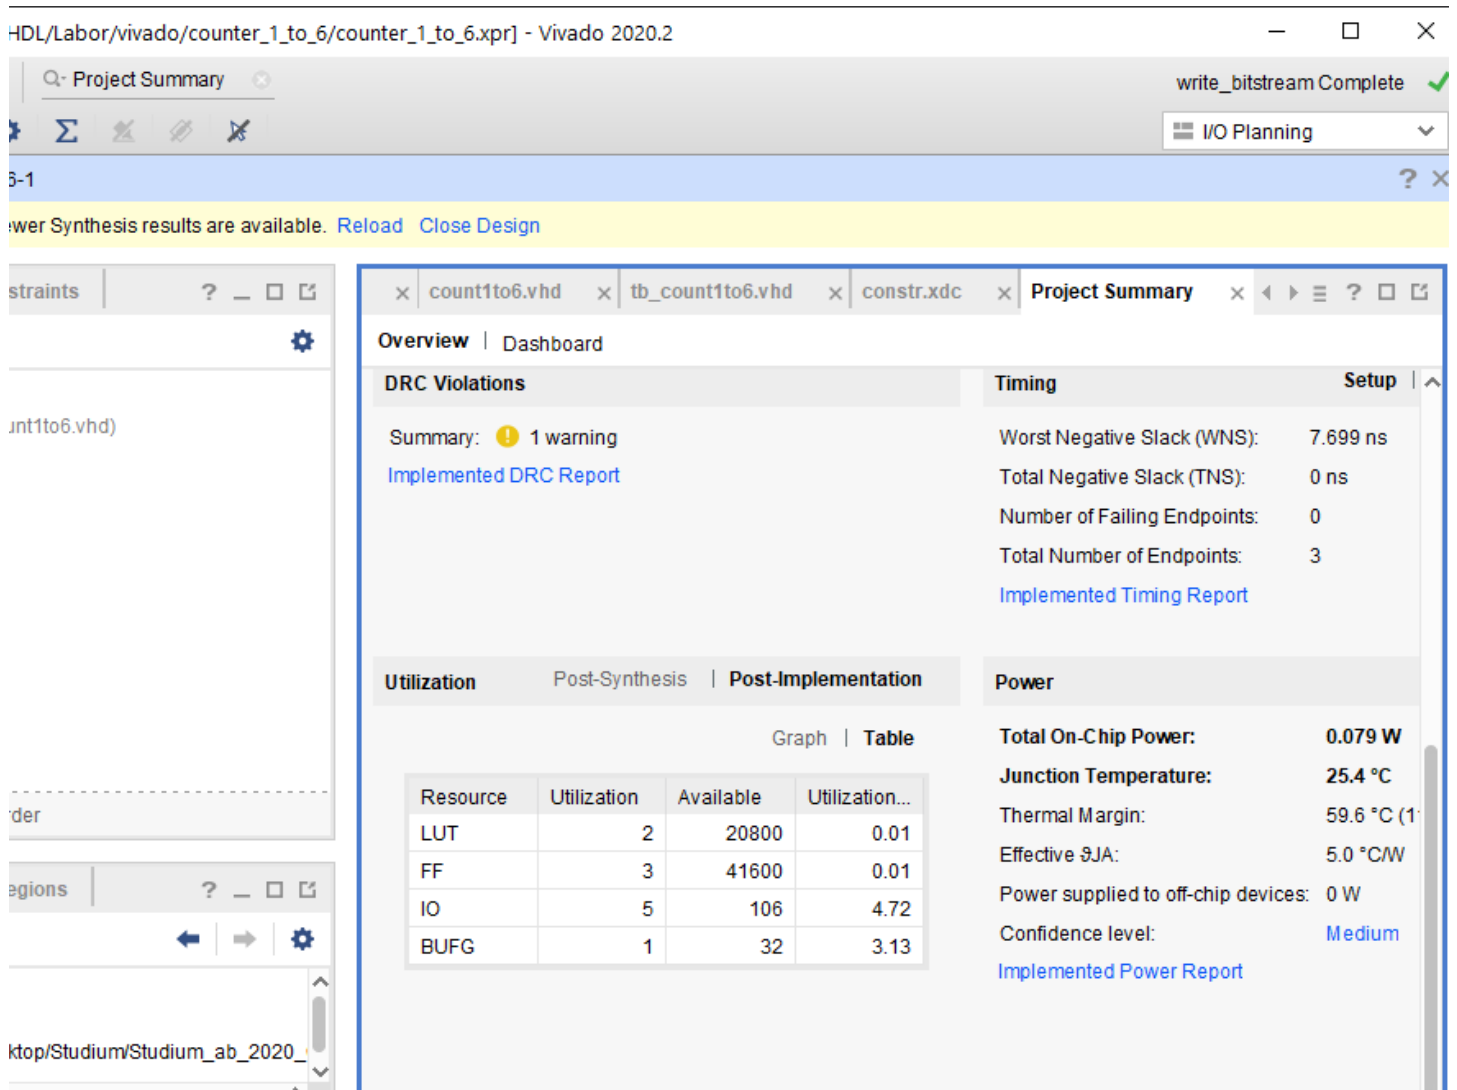 HDL/Labor/vivado/counter_1_to_6/counter_1_to_6.xpr] - Vivado 2020.2
Project Summary
write_bitstream Complete
I/O Planning
6-1
ewer Synthesis results are available. Reload Close Design
straints
count1to6.vhd
tb_count1to6.vhd
constr.xdc
Project Summary
Overview | Dashboard
unt1to6.vhd)
DRC Violations
Summary: 1 warning
Implemented DRC Report
Timing
Setup |
Worst Negative Slack (WNS): 7.699 ns
Total Negative Slack (TNS): 0 ns
Number of Failing Endpoints: 0
Total Number of Endpoints: 3
Implemented Timing Report
Utilization
Post-Synthesis | Post-Implementation
Graph | Table
Resource Utilization Available Utilization...
LUT 2 20800 0.01
FF 3 41600 0.01
IO 5 106 4.72
BUFG 1 32 3.13
Power
Total On-Chip Power: 0.079 W
Junction Temperature: 25.4 °C
Thermal Margin: 59.6 °C (1
Effective ϑJA: 5.0 °C/W
Power supplied to off-chip devices: 0 W
Confidence level: Medium
Implemented Power Report
rder
egions
ktop/Studium/Studium_ab_2020_